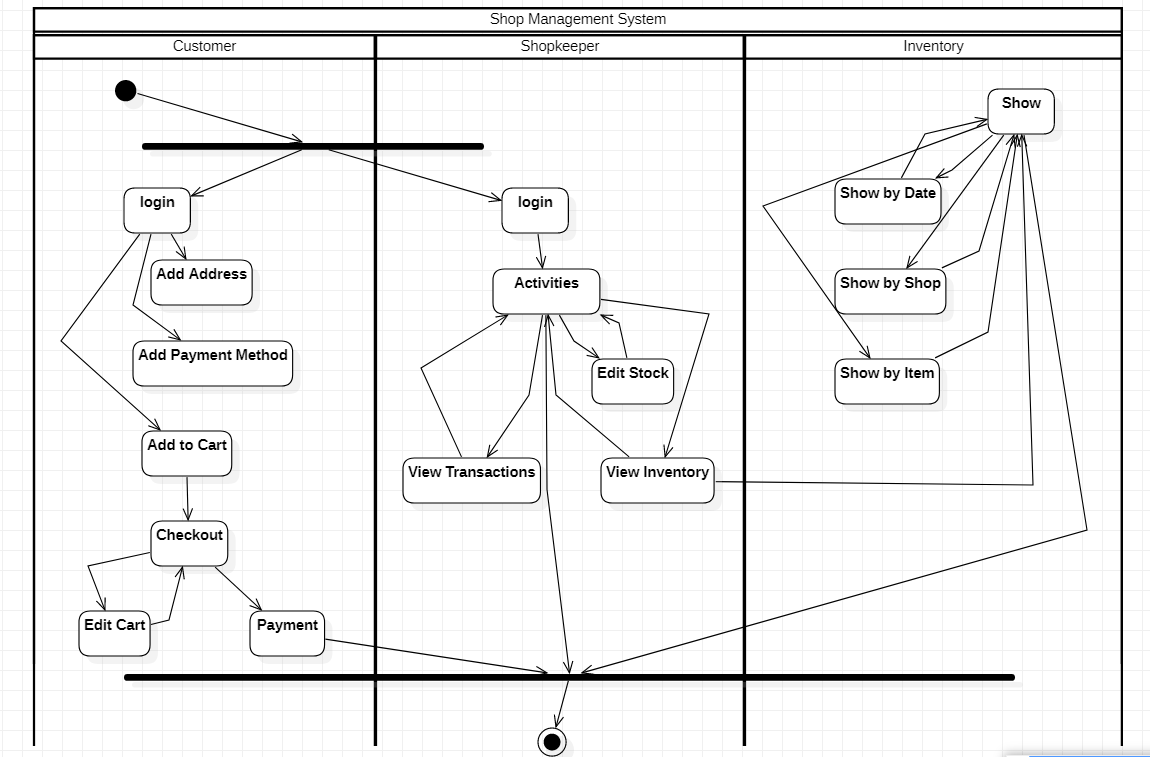 Shop Management System
Customer
Shopkeeper
Inventory
Show
login
login
Show by Date
Add Address
Activities
Show by Shop
Add Payment Method
Edit Stock
Show by Item
Add to Cart
View Transactions
View Inventory
Checkout
Edit Cart
Payment